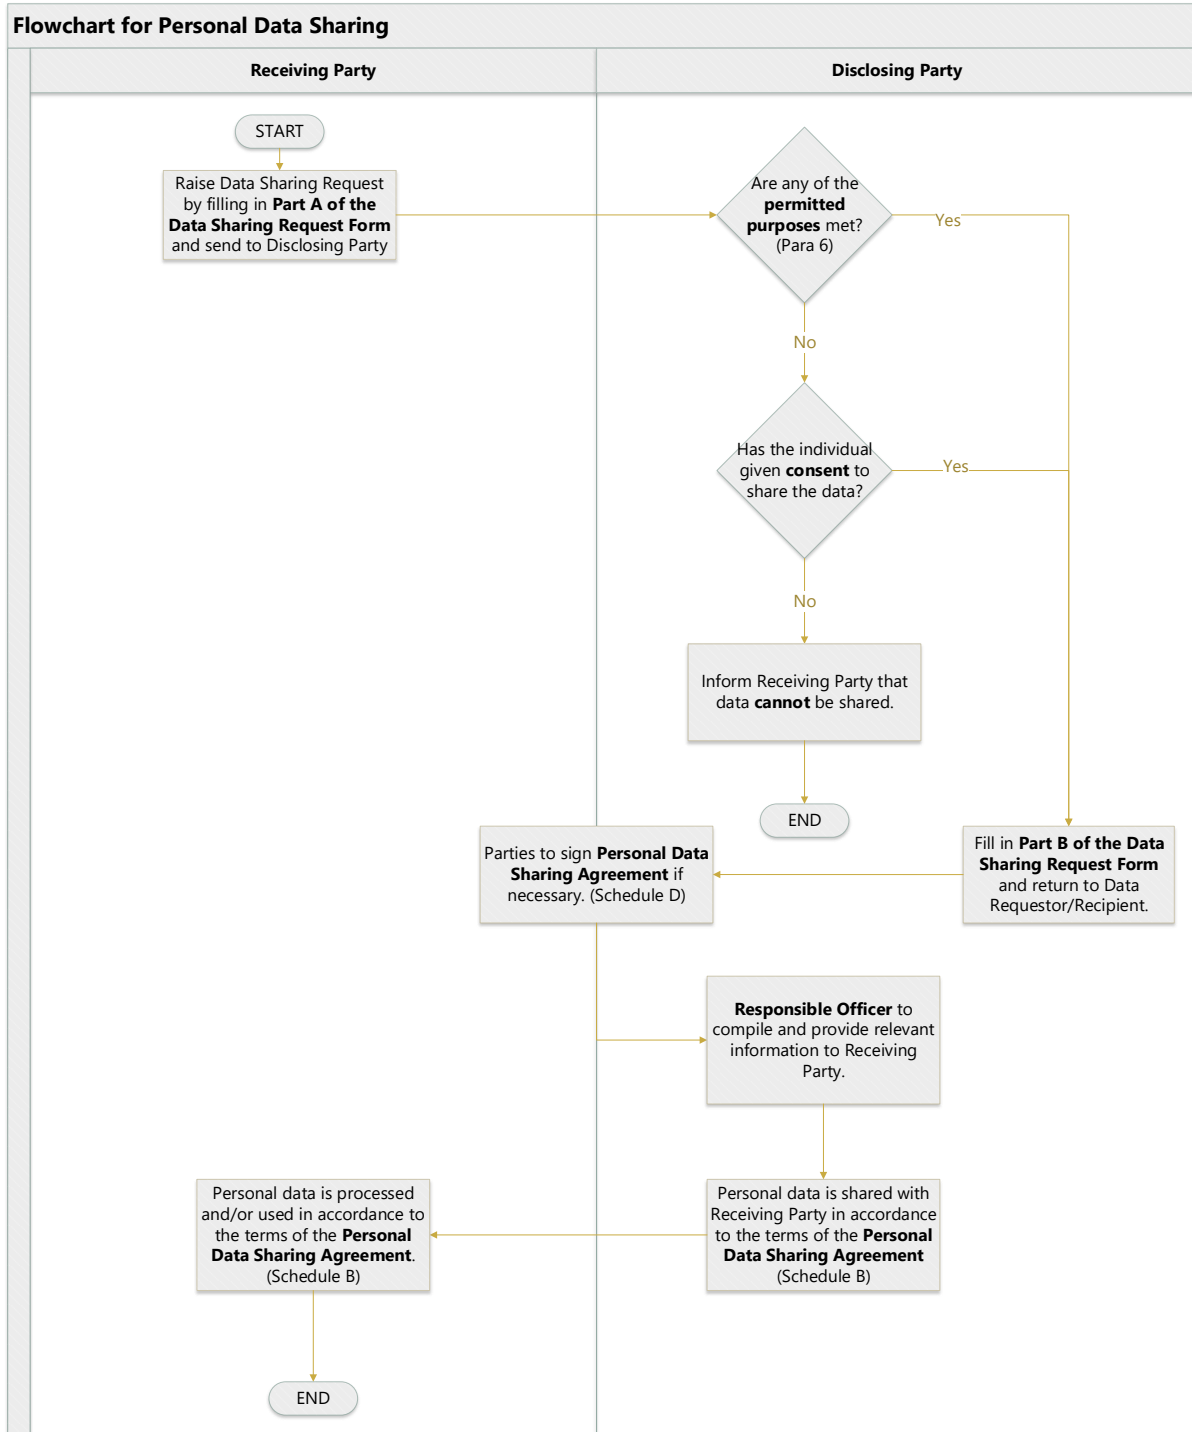 Flowchart for Personal Data Sharing
Receiving Party
Disclosing Party
START
Raise Data Sharing Request
by filling in Part A of the
Data Sharing Request Form
and send to Disclosing Party
Are any of the
permitted
purposes met?
(Para 6)
Yes
No
Has the individual
given consent to
share the data?
Yes
No
Inform Receiving Party that
data cannot be shared.
END
Fill in Part B of the Data
Sharing Request Form
and return to Data
Requestor/Recipient.
Parties to sign Personal Data
Sharing Agreement if
necessary. (Schedule D)
Responsible Officer to
compile and provide relevant
information to Receiving
Party.
Personal data is shared with
Receiving Party in accordance
to the terms of the Personal
Data Sharing Agreement
(Schedule B)
Personal data is processed
and/or used in accordance to
the terms of the Personal
Data Sharing Agreement.
(Schedule B)
END